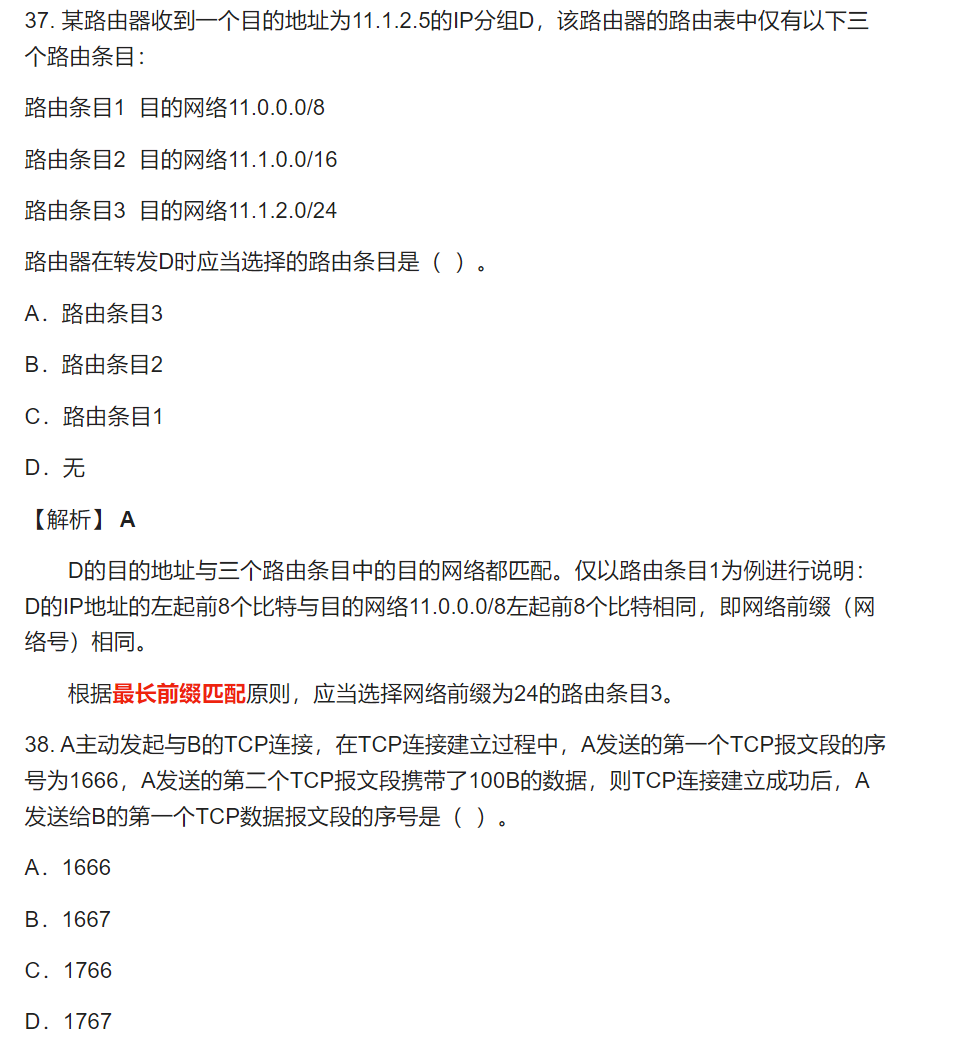 37. 某路由器收到一个目的地址为11.1.2.5的IP分组D，该路由器的路由表中仅有以下三
个路由条目：
路由条目1 目的网络11.0.0.0/8
路由条目2 目的网络11.1.0.0/16
路由条目3 目的网络11.1.2.0/24
路由器在转发D时应当选择的路由条目是（ ）。
A．路由条目3
B．路由条目2
C．路由条目1
D．无
【解析】 A
D的目的地址与三个路由条目中的目的网络都匹配。仅以路由条目1为例进行说明：
D的IP地址的左起前8个比特与目的网络11.0.0.0/8左起前8个比特相同，即网络前缀（网
络号）相同。
根据最长前缀匹配原则，应当选择网络前缀为24的路由条目3。
38. A主动发起与B的TCP连接，在TCP连接建立过程中，A发送的第一个TCP报文段的序
号为1666，A发送的第二个TCP报文段携带了100B的数据，则TCP连接建立成功后，A
发送给B的第一个TCP数据报文段的序号是（ ）。
A．1666
B．1667
C．1766
D．1767